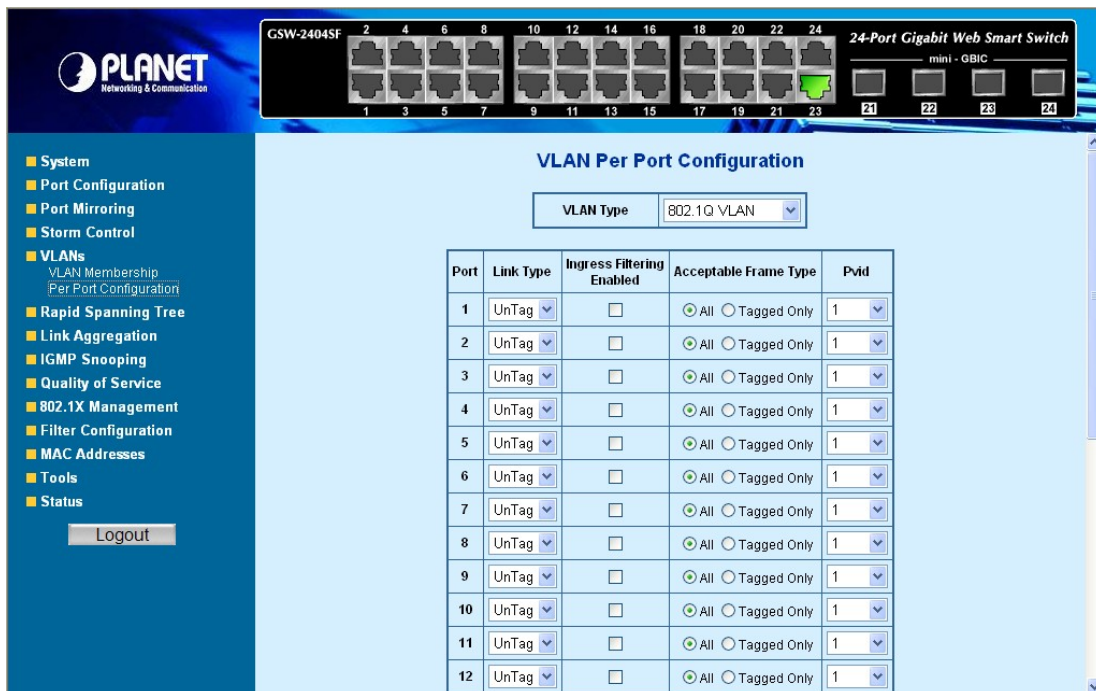 PLANET
Networking & Communication
GSW-2404SF
2 4 6 8 10 12 14 16 18 20 22 24
1 3 5 7 9 11 13 15 17 19 21 23
24-Port Gigabit Web Smart Switch
mini - GBIC
21 22 23 24
System
Port Configuration
Port Mirroring
Storm Control
VLANs
VLAN Membership
Per Port Configuration
Rapid Spanning Tree
Link Aggregation
IGMP Snooping
Quality of Service
802.1X Management
Filter Configuration
MAC Addresses
Tools
Status
Logout
VLAN Per Port Configuration
VLAN Type 802.1Q VLAN
Port Link Type Ingress Filtering Enabled Acceptable Frame Type Pvid
1 UnTag All Tagged Only 1
2 UnTag All Tagged Only 1
3 UnTag All Tagged Only 1
4 UnTag All Tagged Only 1
5 UnTag All Tagged Only 1
6 UnTag All Tagged Only 1
7 UnTag All Tagged Only 1
8 UnTag All Tagged Only 1
9 UnTag All Tagged Only 1
10 UnTag All Tagged Only 1
11 UnTag All Tagged Only 1
12 UnTag All Tagged Only 1